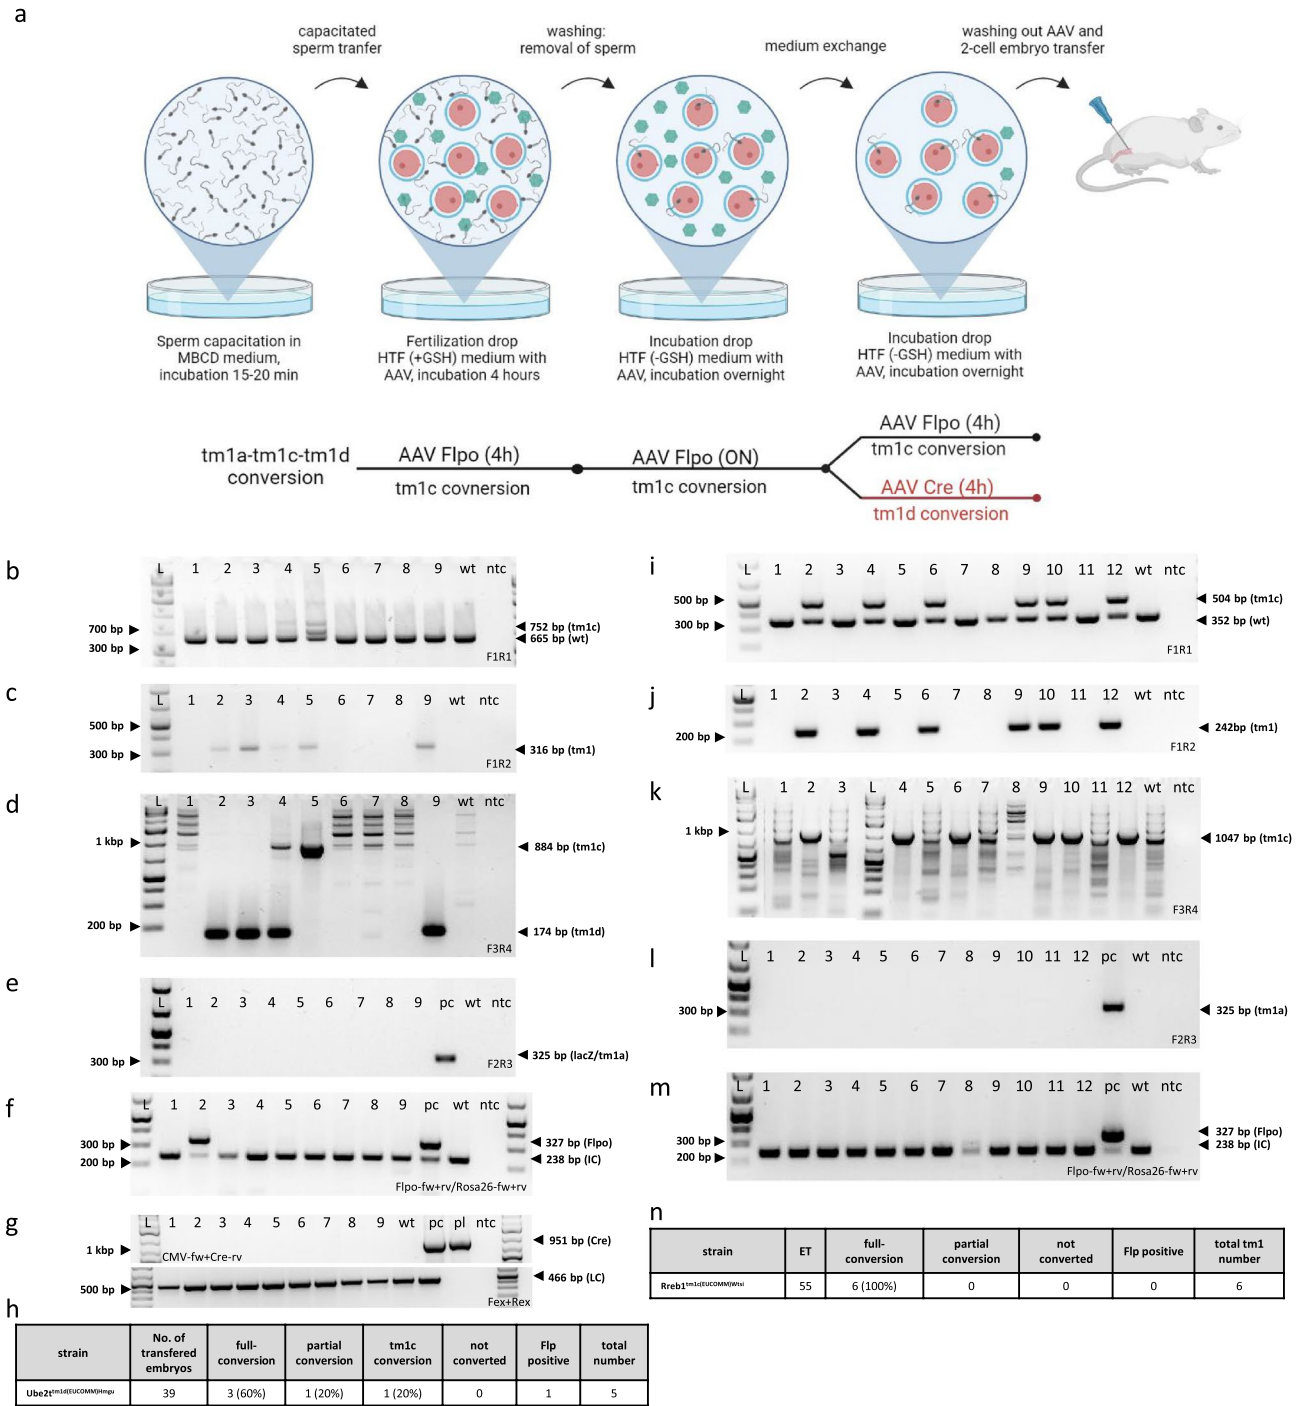 a
capacitated
sperm tranfer
washing:
removal of sperm
medium exchange
washing out AAV and
2-cell embryo transfer
Sperm capacitation in
MBCD medium,
incubation 15-20 min
Fertilization drop
HTF (+GSH) medium with
AAV, incubation 4 hours
Incubation drop
HTF (-GSH) medium with
AAV, incubation overnight
Incubation drop
HTF (-GSH) medium with
AAV, incubation overnight
tm1a-tm1c-tm1d
conversion
AAV Flpo (4h)
tm1c covnersion
AAV Flpo (ON)
tm1c covnersion
AAV Flpo (4h)
tm1c conversion
AAV Cre (4h)
tm1d conversion
b
L 1 2 3 4 5 6 7 8 9 wt ntc
700 bp
300 bp
752 bp (tm1c)
665 bp (wt)
F1R1
c
L 1 2 3 4 5 6 7 8 9 wt ntc
500 bp
300 bp
316 bp (tm1)
F1R2
d
L 1 2 3 4 5 6 7 8 9 wt ntc
1 kbp
200 bp
884 bp (tm1c)
174 bp (tm1d)
F3R4
e
L 1 2 3 4 5 6 7 8 9 pc wt ntc
300 bp
325 bp (lacZ/tm1a)
F2R3
f
L 1 2 3 4 5 6 7 8 9 pc wt ntc
300 bp
200 bp
327 bp (Flpo)
238 bp (IC)
Flpo-fw+rv/Rosa26-fw+rv
g
L 1 2 3 4 5 6 7 8 9 wt pc pl ntc
1 kbp
CMV-fw+Cre-rv
951 bp (Cre)
500 bp
466 bp (LC)
Fex+Rex
h
strain No. of transfered embroyos full-conversion partial conversion tm1c conversion not converted Flp positive total number
Ube2t tm1d(EUCOMM)Hmgu 39 3 (60%) 1 (20%) 1 (20%) 0 1 5
i
L 1 2 3 4 5 6 7 8 9 10 11 12 wt ntc
500 bp
300 bp
504 bp (tm1c)
352 bp (wt)
F1R1
j
L 1 2 3 4 5 6 7 8 9 10 11 12 wt ntc
200 bp
242bp (tm1)
F1R2
k
L 1 2 3 L 4 5 6 7 8 9 10 11 12 wt ntc
1 kbp
1047 bp (tm1c)
F3R4
l
L 1 2 3 4 5 6 7 8 9 10 11 12 pc wt ntc
300 bp
325 bp (tm1a)
F2R3
m
L 1 2 3 4 5 6 7 8 9 10 11 12 pc wt ntc
300 bp
200 bp
327 bp (Flpo)
238 bp (IC)
Flpo-fw+rv/Rosa26-fw+rv
n
strain ET full-conversion partial conversion not converted Flp positive total tm1 number
Rreb1 tm1c(EUCOMM)Wtsi 55 6 (100%) 0 0 0 6